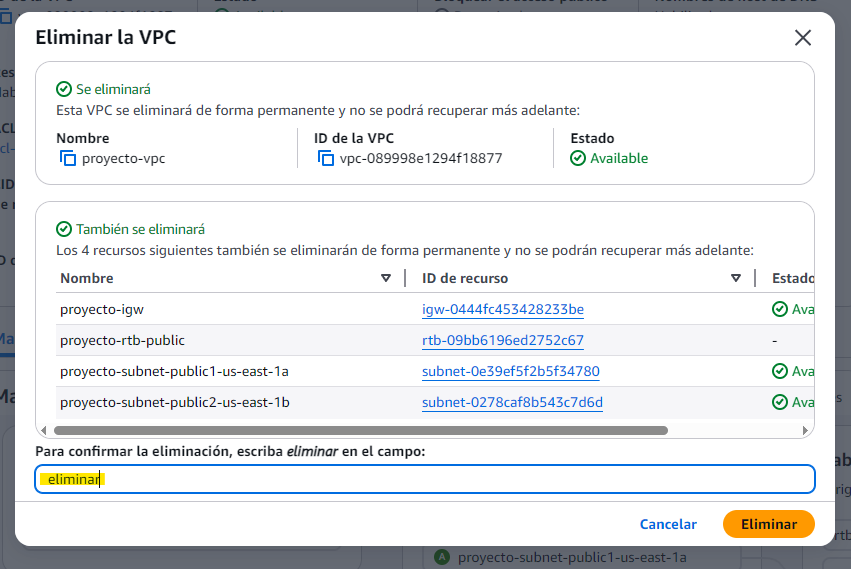 Eliminar la VPC
Se eliminará
Esta VPC se eliminará de forma permanente y no se podrá recuperar más adelante:
Nombre ID de la VPC Estado
proyecto-vpc vpc-089998e1294f18877 Available
También se eliminará
Los 4 recursos siguientes también se eliminarán de forma permanente y no se podrán recuperar más adelante:
Nombre ID de recurso Estado
proyecto-igw igw-0444fc453428233be Ava
proyecto-rtb-public rtb-09bb6196ed2752c67 -
proyecto-subnet-public1-us-east-1a subnet-0e39ef5f2b5f34780 Ava
proyecto-subnet-public2-us-east-1b subnet-0278caf8b543c7d6d Ava
Para confirmar la eliminación, escriba eliminar en el campo:
eliminar
Cancelar Eliminar
A proyecto-subnet-public1-us-east-1a